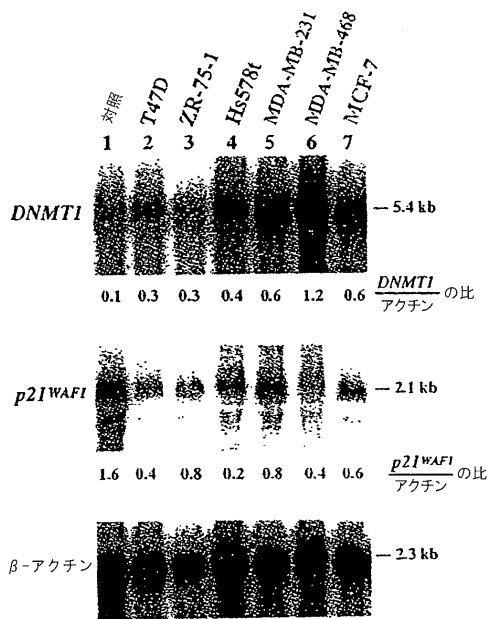 対照 T47D ZR-75-1 Hs578t MDA-MB-231 MDA-MB-468 MCF-7
1 2 3 4 5 6 7
DNMT1
5.4 kb
0.1 0.3 0.3 0.4 0.6 1.2 0.6 DNMT1 の比
アクチン
p21WAF1
2.1 kb
1.6 0.4 0.8 0.2 0.8 0.4 0.6 p21WAF1 の比
アクチン
β-アクチン
2.3 kb